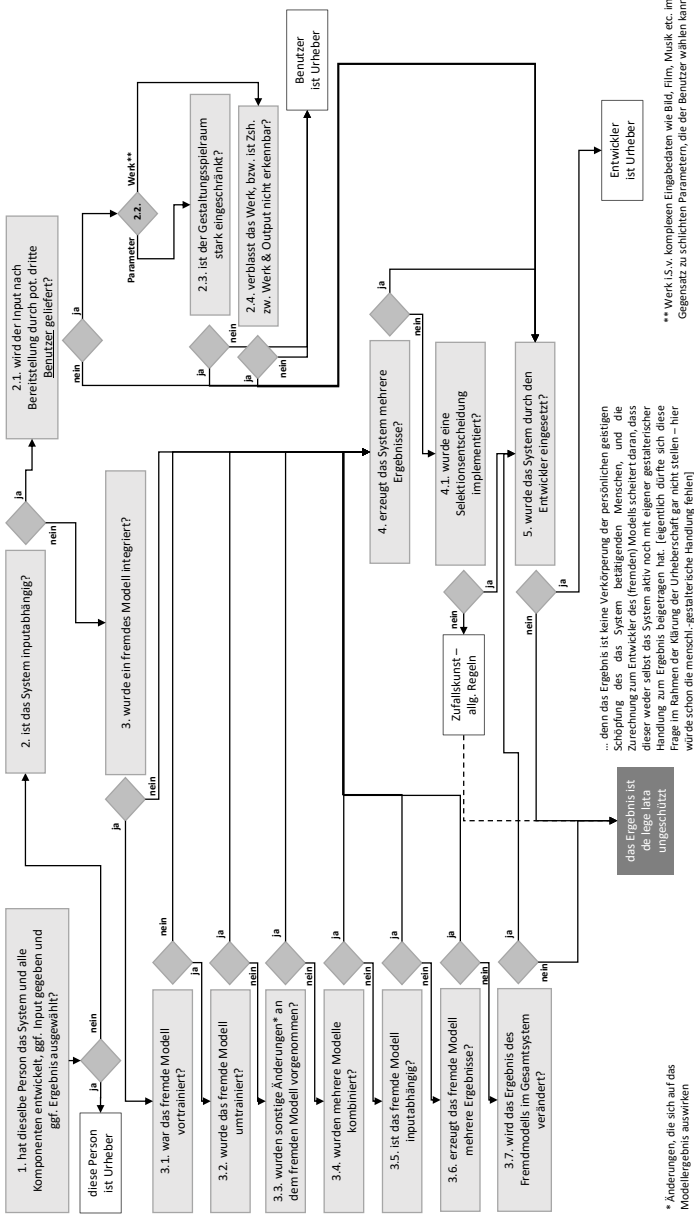 1. hat dieselbe Person das System und alle
Komponenten entwickelt, ggf. Input gegeben und
ggf. Ergebnis ausgewählt?
nein
ja
diese Person
ist Urheber
2. ist das System inputabhängig?
ja
nein
2.1. wird der Input nach
Bereitstellung durch pot. dritte
Benutzer geliefert?
ja
nein
2.2.
Werk**
Parameter
2.3. ist der Gestaltungsspielraum
stark eingeschränkt?
nein
ja
2.4. verblasst das Werk, bzw. ist Zsh.
zw. Werk & Output nicht erkennbar?
ja
nein
Benutzer
ist Urheber
3. wurde ein fremdes Modell integriert?
ja
nein
3.1. war das fremde Modell
vortrainiert?
nein
ja
3.2. wurde das fremde Modell
umtrainiert?
ja
nein
3.3. wurden sonstige Änderungen* an
dem fremden Modell vorgenommen?
ja
nein
3.4. wurden mehrere Modelle
kombiniert?
ja
nein
3.5. ist das fremde Modell
inputabhängig?
ja
nein
3.6. erzeugt das fremde Modell
mehrere Ergebnisse?
ja
nein
3.7. wird das Ergebnis des
Fremdmodells im Gesamtsystem
verändert?
ja
nein
4. erzeugt das System mehrere
Ergebnisse?
ja
nein
4.1. wurde eine
Selektionsentscheidung
implementiert?
nein
ja
Zufallskunst –
allg. Regeln
5. wurde das System durch den
Entwickler eingesetzt?
nein
ja
Entwickler
ist Urheber
das Ergebnis ist
de lege lata
ungeschützt
... denn das Ergebnis ist keine Verkörperung der persönlichen geistigen
Schöpfung des das System betätigenden Menschen, und die
Zurechnung zum Entwickler des (fremden) Modells scheitert daran, dass
dieser weder selbst das System aktiv noch mit eigener gestalterischer
Handlung zum Ergebnis beigetragen hat. [eigentlich dürfte sich diese
Frage im Rahmen der Klärung der Urheberschaft gar nicht stellen – hier
würde schon die menschl.-gestalterische Handlung fehlen]
* Änderungen, die sich auf das
Modellergebnis auswirken
** Werk i.S.v. komplexen Eingabedaten wie Bild, Film, Musik etc. im
Gegensatz zu schlichten Parametern, die der Benutzer wählen kann